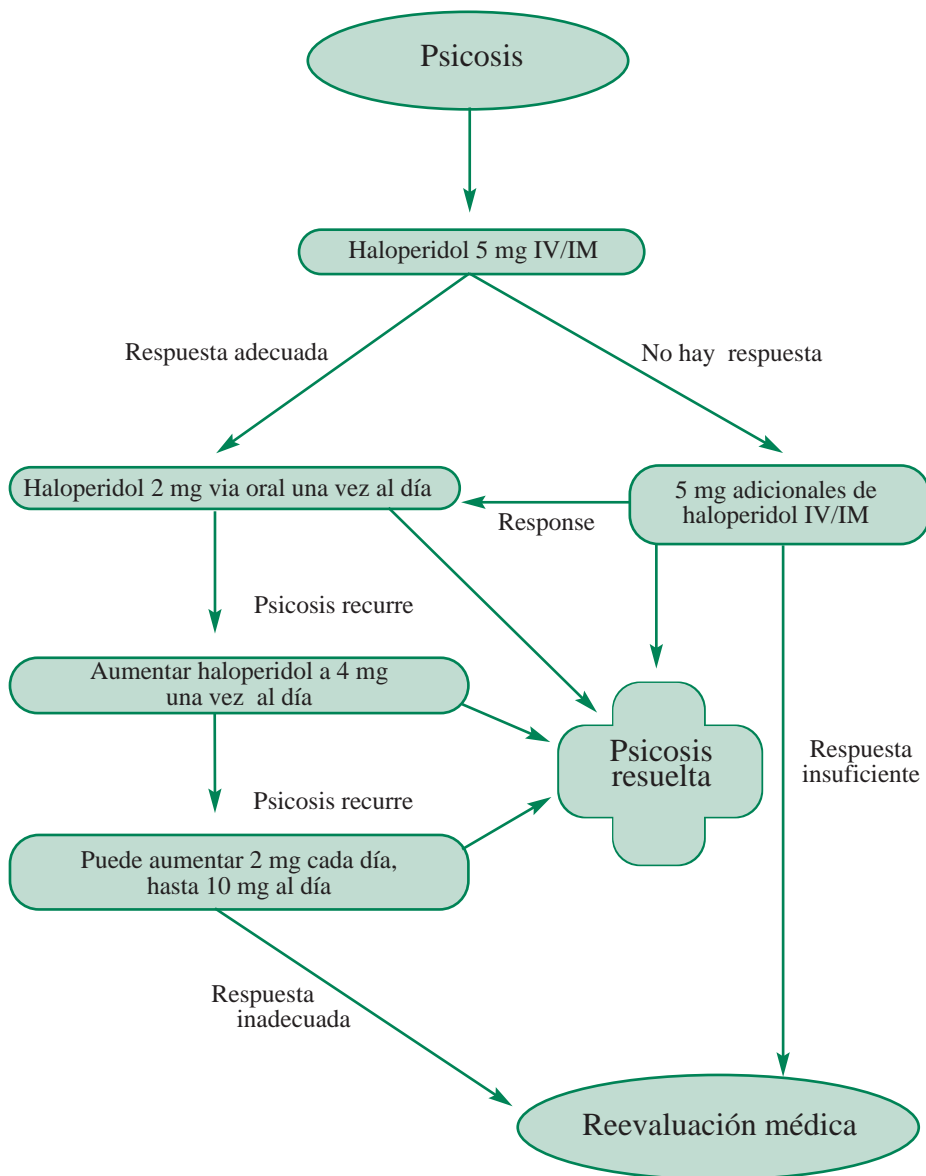 Psicosis
Haloperidol 5 mg IV/IM
Respuesta adecuada
No hay respuesta
Haloperidol 2 mg via oral una vez al día
Response
5 mg adicionales de
haloperidol IV/IM
Psicosis recurre
Aumentar haloperidol a 4 mg
una vez al día
Psicosis
resuelta
Respuesta
insuficiente
Psicosis recurre
Puede aumentar 2 mg cada día,
hasta 10 mg al día
Respuesta
inadecuada
Reevaluación médica